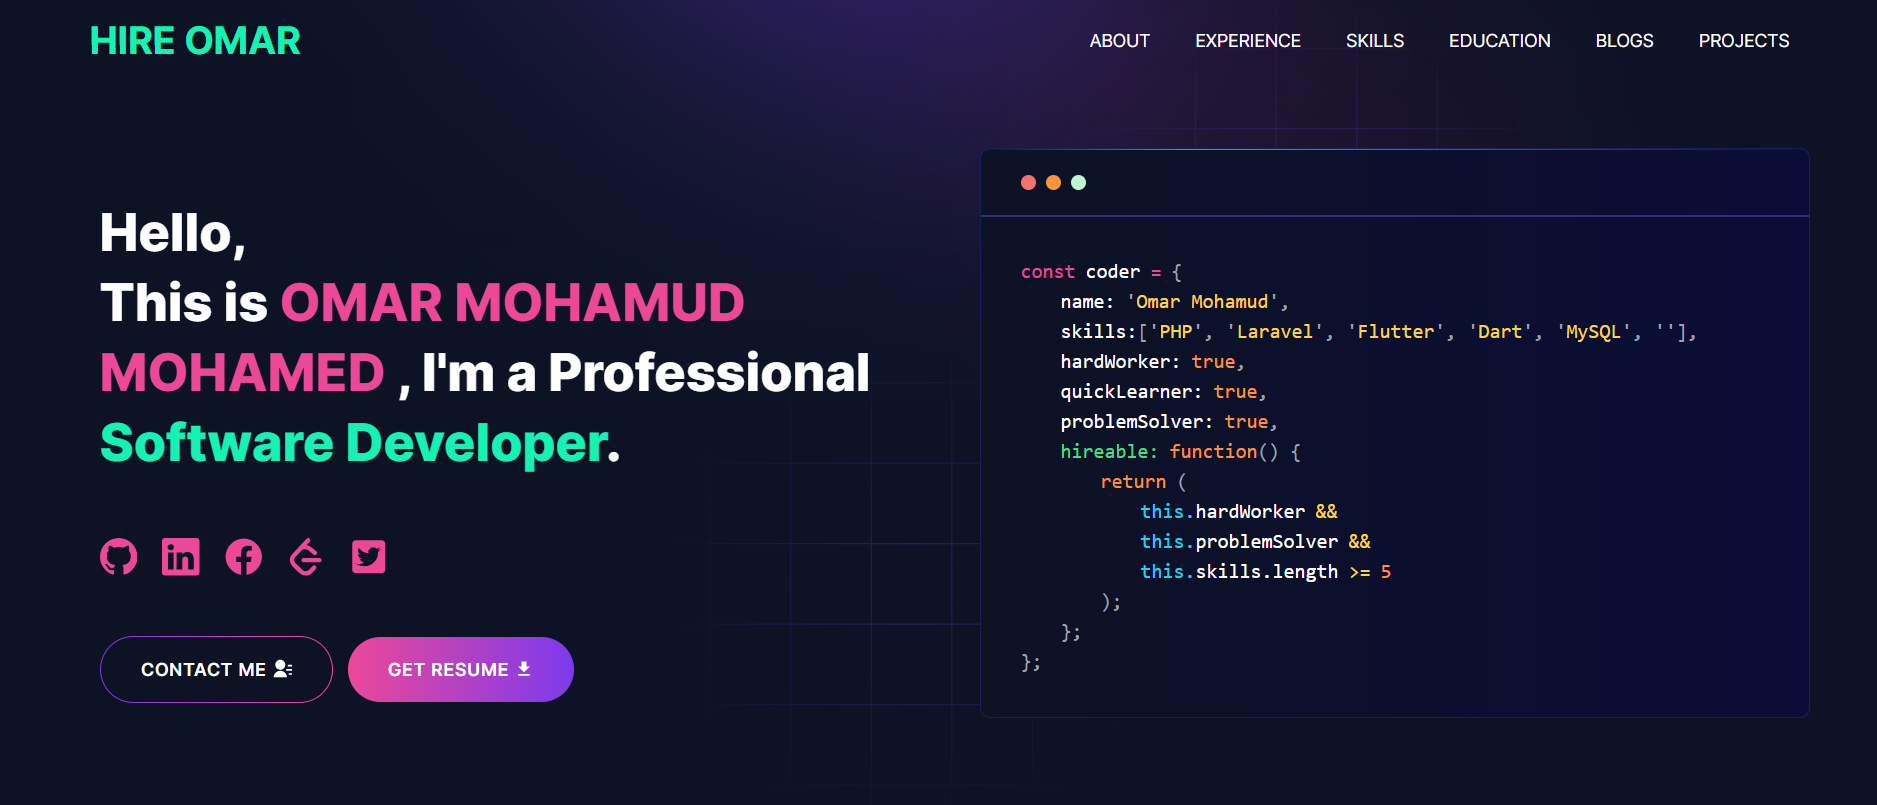 HIRE OMAR
ABOUT EXPERIENCE SKILLS EDUCATION BLOGS PROJECTS
Hello,
This is OMAR MOHAMUD
MOHAMED , I'm a Professional
Software Developer.
CONTACT ME
GET RESUME
const coder = {
name: 'Omar Mohamud',
skills:['PHP', 'Laravel', 'Flutter', 'Dart', 'MySQL', ''],
hardWorker: true,
quickLearner: true,
problemSolver: true,
hireable: function() {
return (
this.hardWorker &&
this.problemSolver &&
this.skills.length >= 5
);
};
};